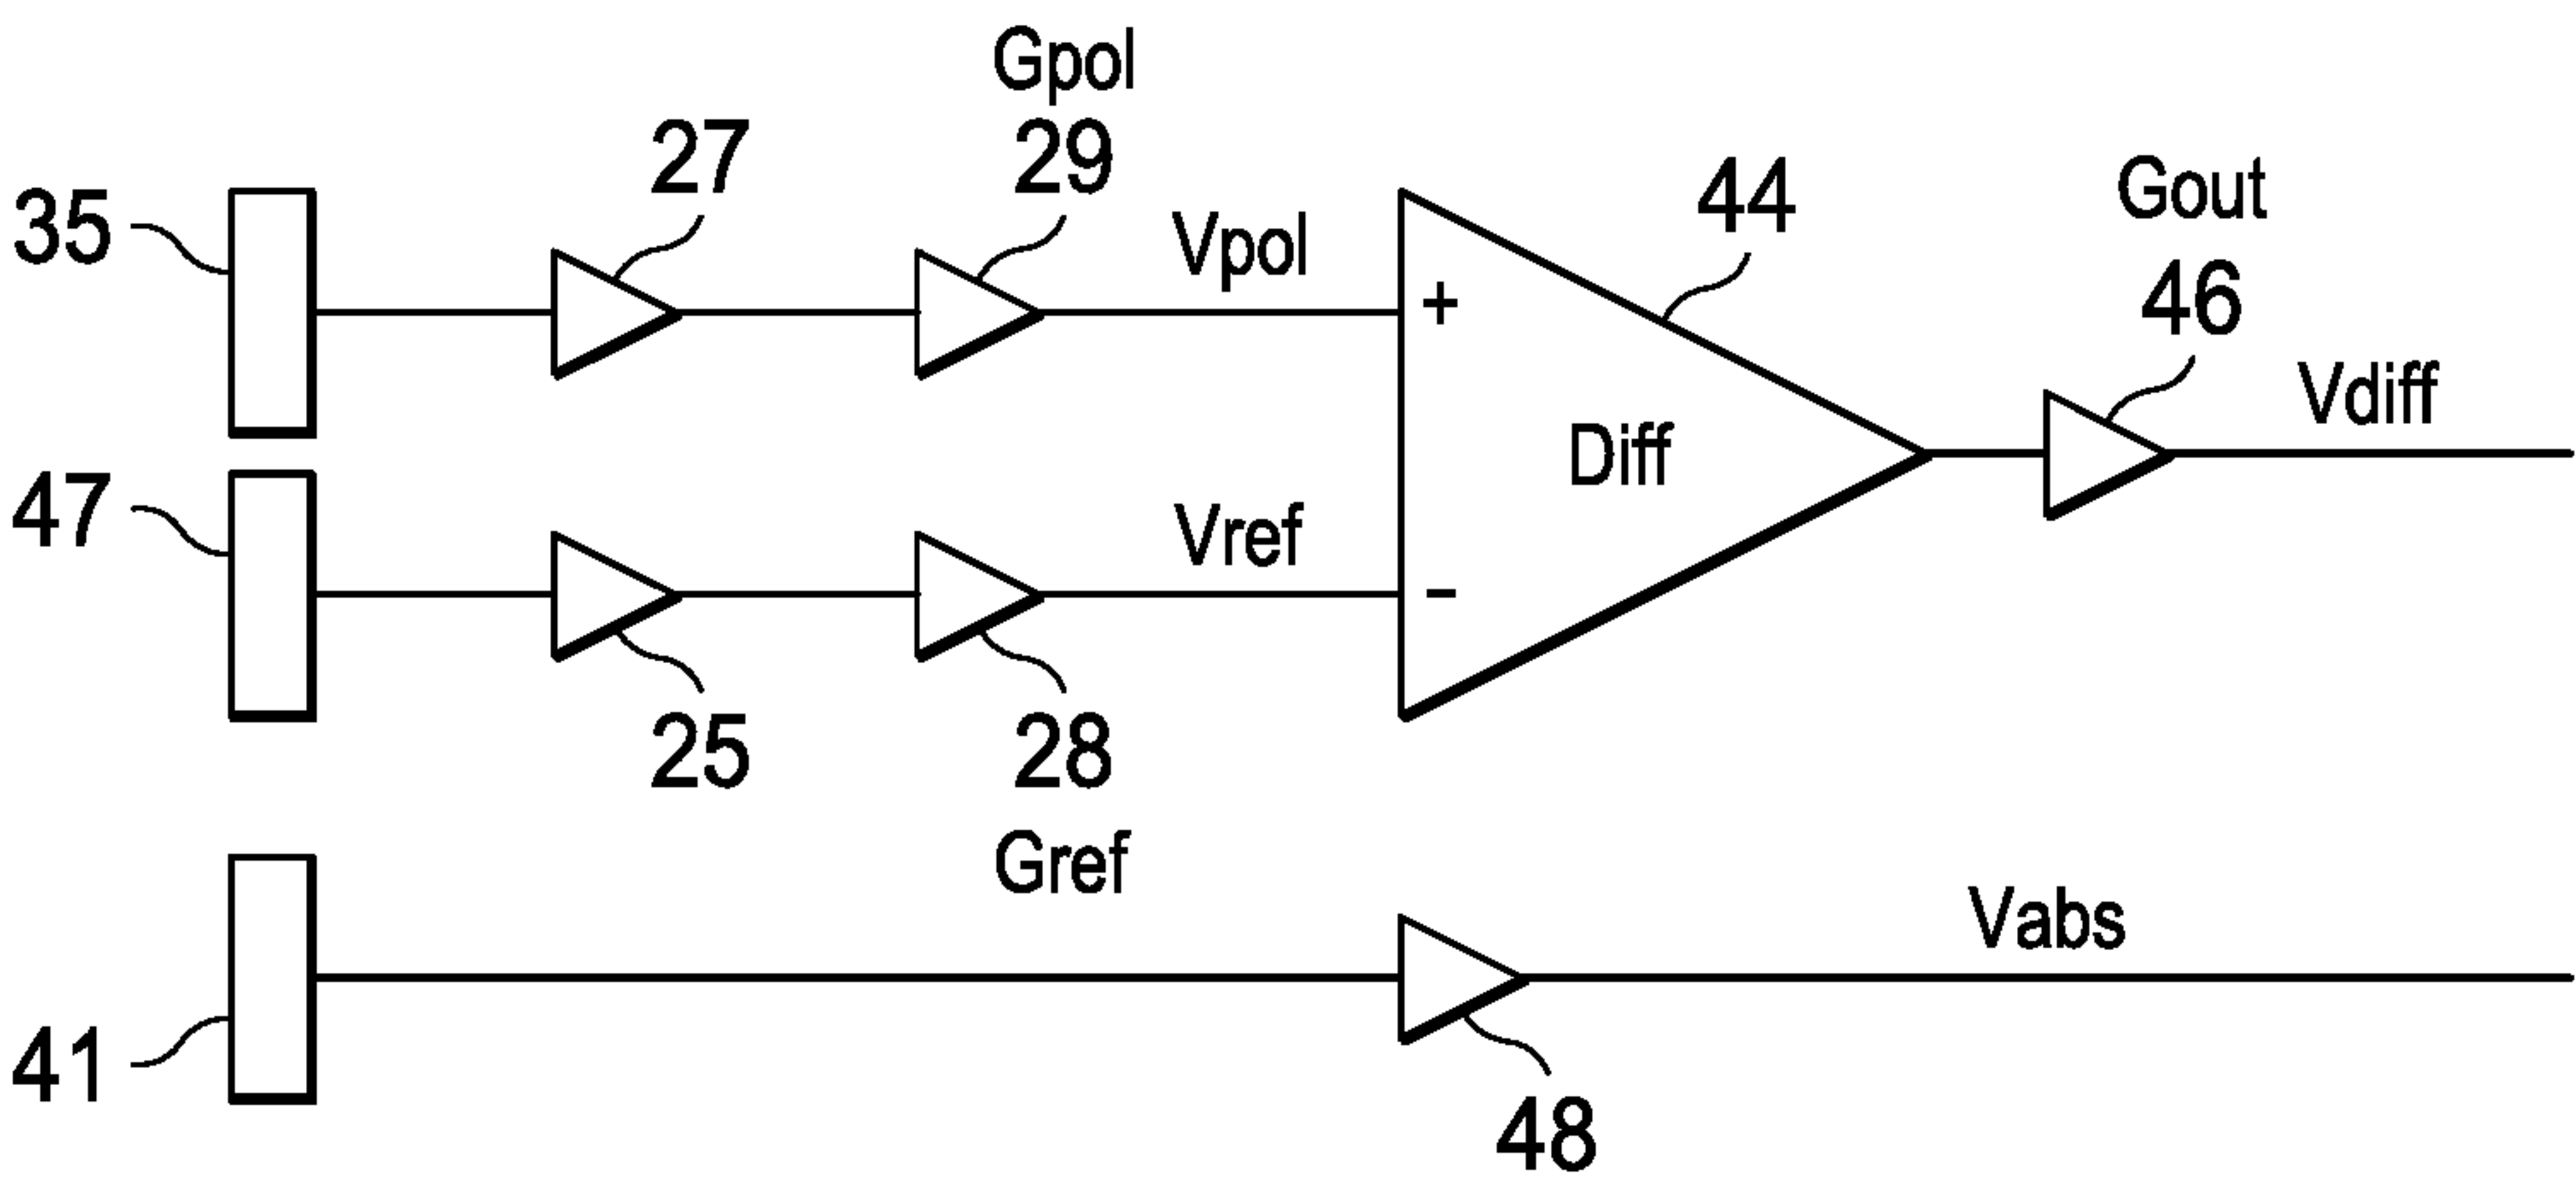 Gpol
27
29
35
Vpol
44
Gout
46
+
Vdiff
47
Diff
Vref
-
25
28
Gref
Vabs
41
48